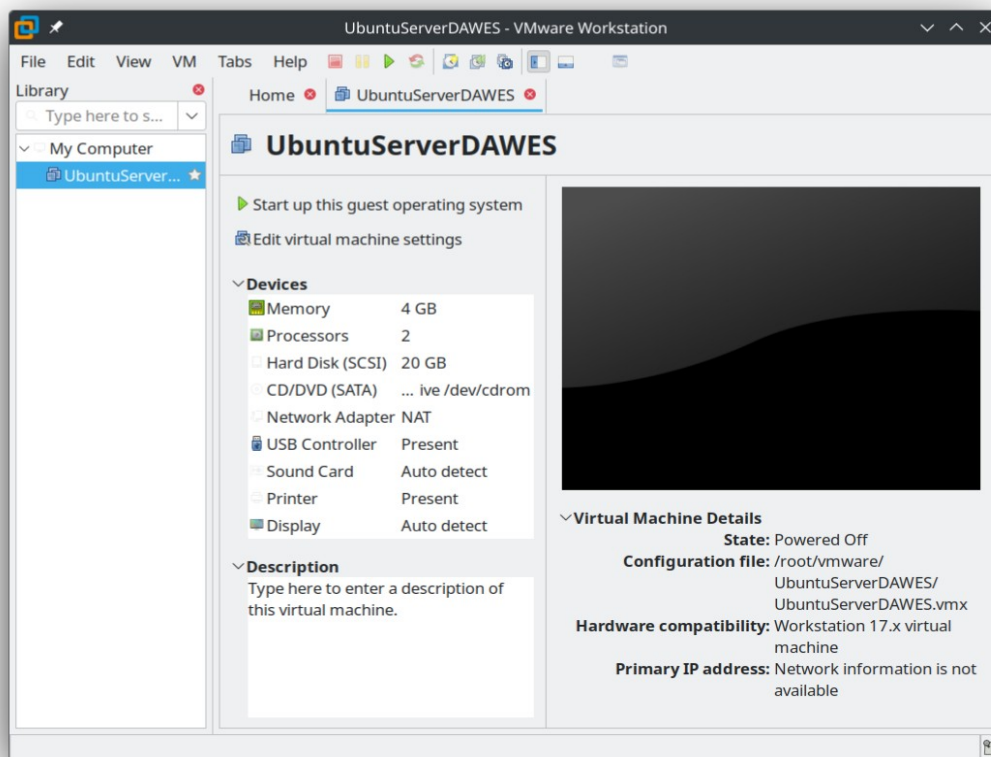 UbuntuServerDAWES - VMware Workstation
File Edit View VM Tabs Help
Library
Type here to s...
My Computer
UbuntuServer...
Home
UbuntuServerDAWES
UbuntuServerDAWES
Start up this guest operating system
Edit virtual machine settings
Devices
Memory 4 GB
Processors 2
Hard Disk (SCSI) 20 GB
CD/DVD (SATA) ... ive /dev/cdrom
Network Adapter NAT
USB Controller Present
Sound Card Auto detect
Printer Present
Display Auto detect
Description
Type here to enter a description of
this virtual machine.
Virtual Machine Details
State: Powered Off
Configuration file: /root/vmware/
UbuntuServerDAWES/
UbuntuServerDAWES.vmx
Hardware compatibility: Workstation 17.x virtual
machine
Primary IP address: Network information is not
available